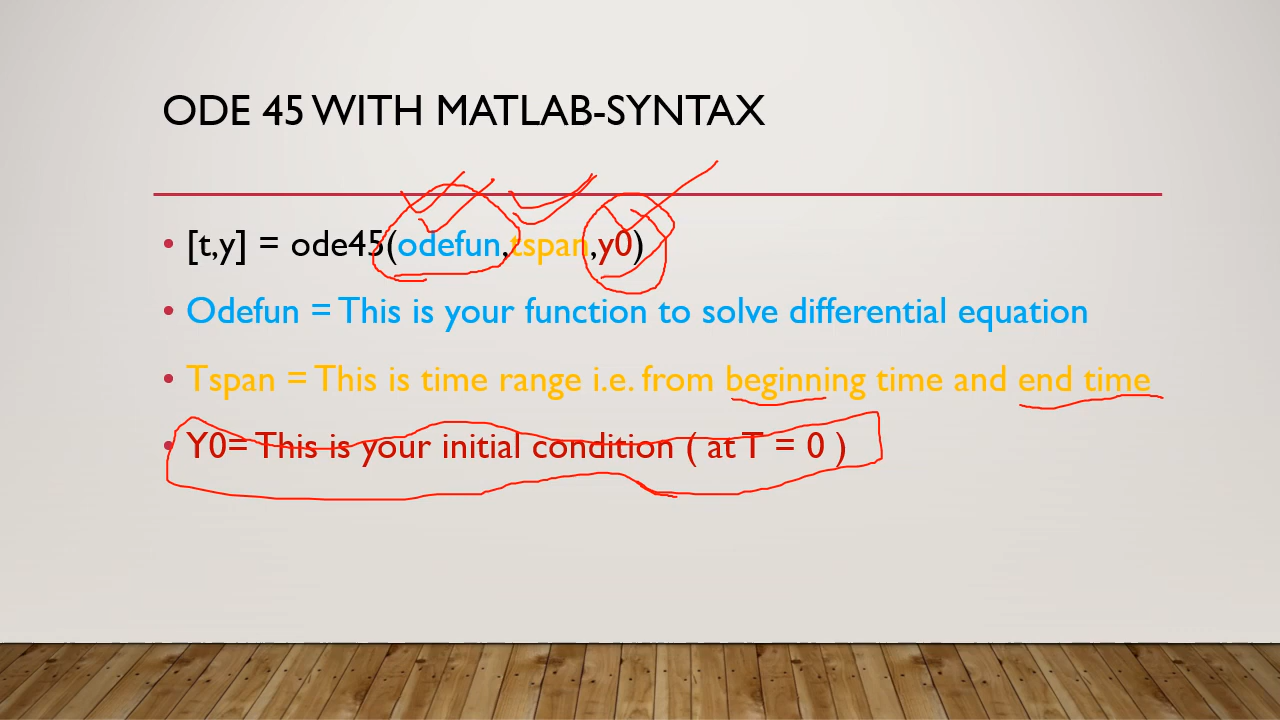 ODE 45 WITH MATLAB-SYNTAX
• [t,y] = ode45(odefun,tspan,y0)
• Odefun = This is your function to solve differential equation
• Tspan = This is time range i.e. from beginning time and end time
• Y0= This is your initial condition ( at T = 0 )